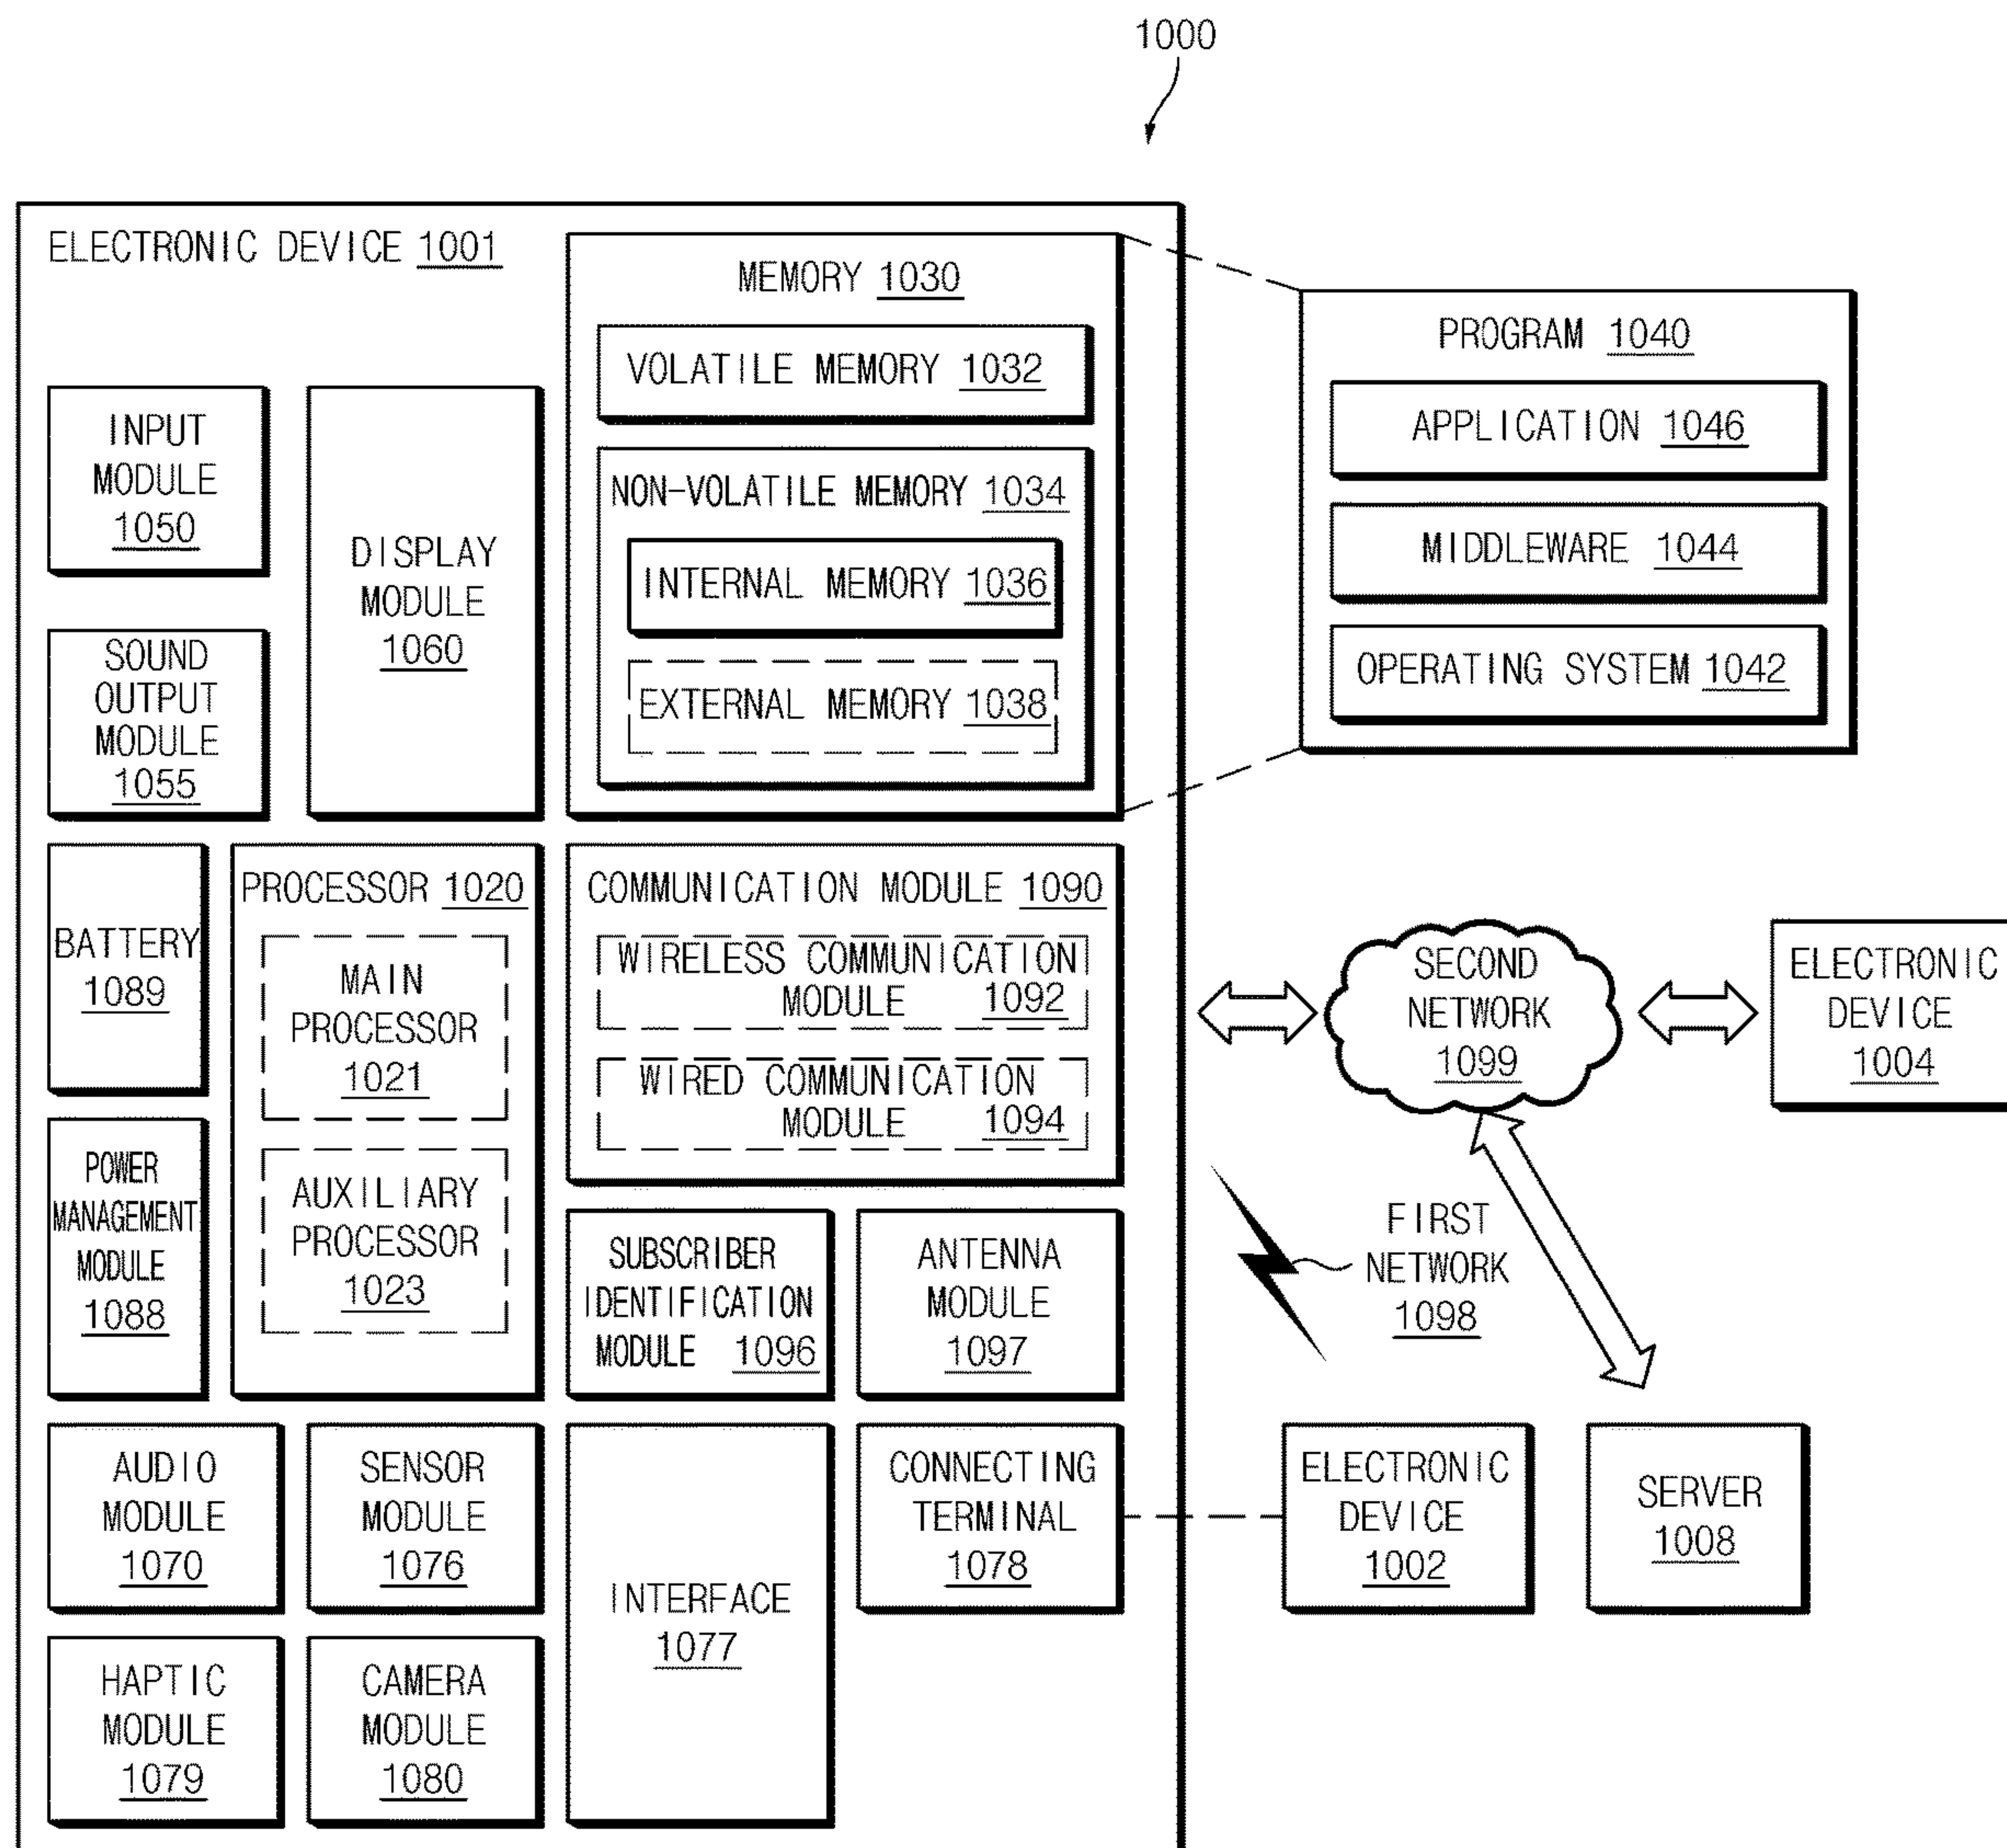 1000
ELECTRONIC DEVICE 1001
MEMORY 1030
VOLATILE MEMORY 1032
NON-VOLATILE MEMORY 1034
INTERNAL MEMORY 1036
EXTERNAL MEMORY 1038
PROGRAM 1040
APPLICATION 1046
MIDDLEWARE 1044
OPERATING SYSTEM 1042
INPUT
MODULE
1050
SOUND
OUTPUT
MODULE
1055
DISPLAY
MODULE
1060
BATTERY
1089
POWER
MANAGEMENT
MODULE
1088
PROCESSOR 1020
MAIN
PROCESSOR
1021
AUXILIARY
PROCESSOR
1023
COMMUNICATION MODULE 1090
WIRELESS COMMUNICATION
MODULE 1092
WIRED COMMUNICATION
MODULE 1094
SUBSCRIBER
IDENTIFICATION
MODULE 1096
ANTENNA
MODULE
1097
SECOND
NETWORK
1099
ELECTRONIC
DEVICE
1004
FIRST
NETWORK
1098
AUDIO
MODULE
1070
SENSOR
MODULE
1076
INTERFACE
1077
CONNECTING
TERMINAL
1078
ELECTRONIC
DEVICE
1002
SERVER
1008
HAPTIC
MODULE
1079
CAMERA
MODULE
1080